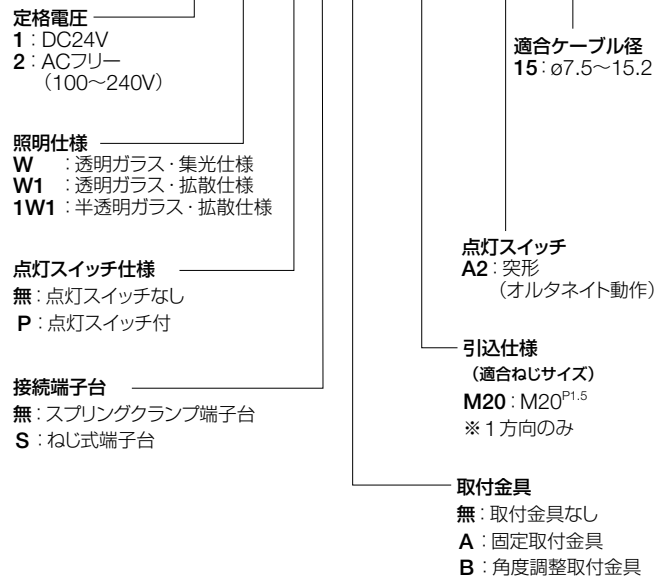 定格電圧
1：DC24V
2：ACフリー
（100～240V）
照明仕様
W ：透明ガラス・集光仕様
W1 ：透明ガラス・拡散仕様
1W1：半透明ガラス・拡散仕様
点灯スイッチ仕様
無：点灯スイッチなし
P：点灯スイッチ付
接続端子台
無：スプリングクランプ端子台
S：ねじ式端子台
適合ケーブル径
15：ø7.5～15.2
点灯スイッチ
A2：突形
（オルタネイト動作）
引込仕様
（適合ねじサイズ）
M20：M20P1.5
※1方向のみ
取付金具
無：取付金具なし
A：固定取付金具
B：角度調整取付金具